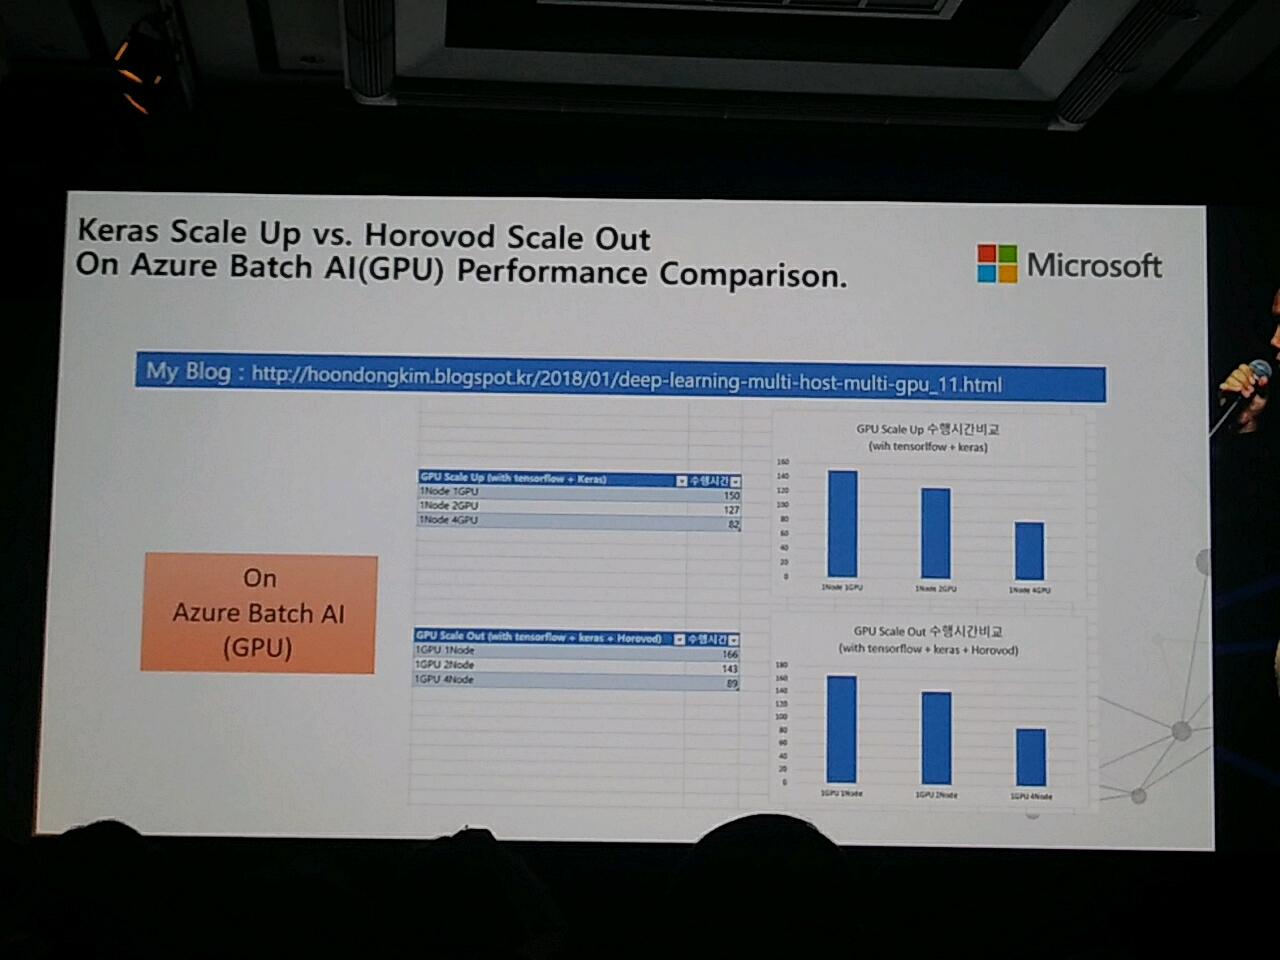 Keras Scale Up vs. Horovod Scale Out
On Azure Batch AI(GPU) Performance Comparison.
Microsoft
My Blog : http://hoondongkim.blogspot.kr/2018/01/deep-learning-multi-host-multi-gpu_11.html
GPU Scale Up (with tensorflow + Keras) 수행시간
1Node 1GPU 150
1Node 2GPU 127
1Node 4GPU 82
GPU Scale Up 수행시간비교
(wih tensorlfow + keras)
160
140
120
100
80
60
40
20
0
1Node 1GPU 1Node 2GPU 1Node 4GPU
On
Azure Batch AI
(GPU)
GPU Scale Out (with tensorflow + keras + Horovod) 수행시간
1GPU 1Node 166
1GPU 2Node 143
1GPU 4Node 89
GPU Scale Out 수행시간비교
(with tensorflow + keras + Horovod)
180
160
140
120
100
80
60
40
20
0
1GPU 1Node 1GPU 2Node 1GPU 4Node